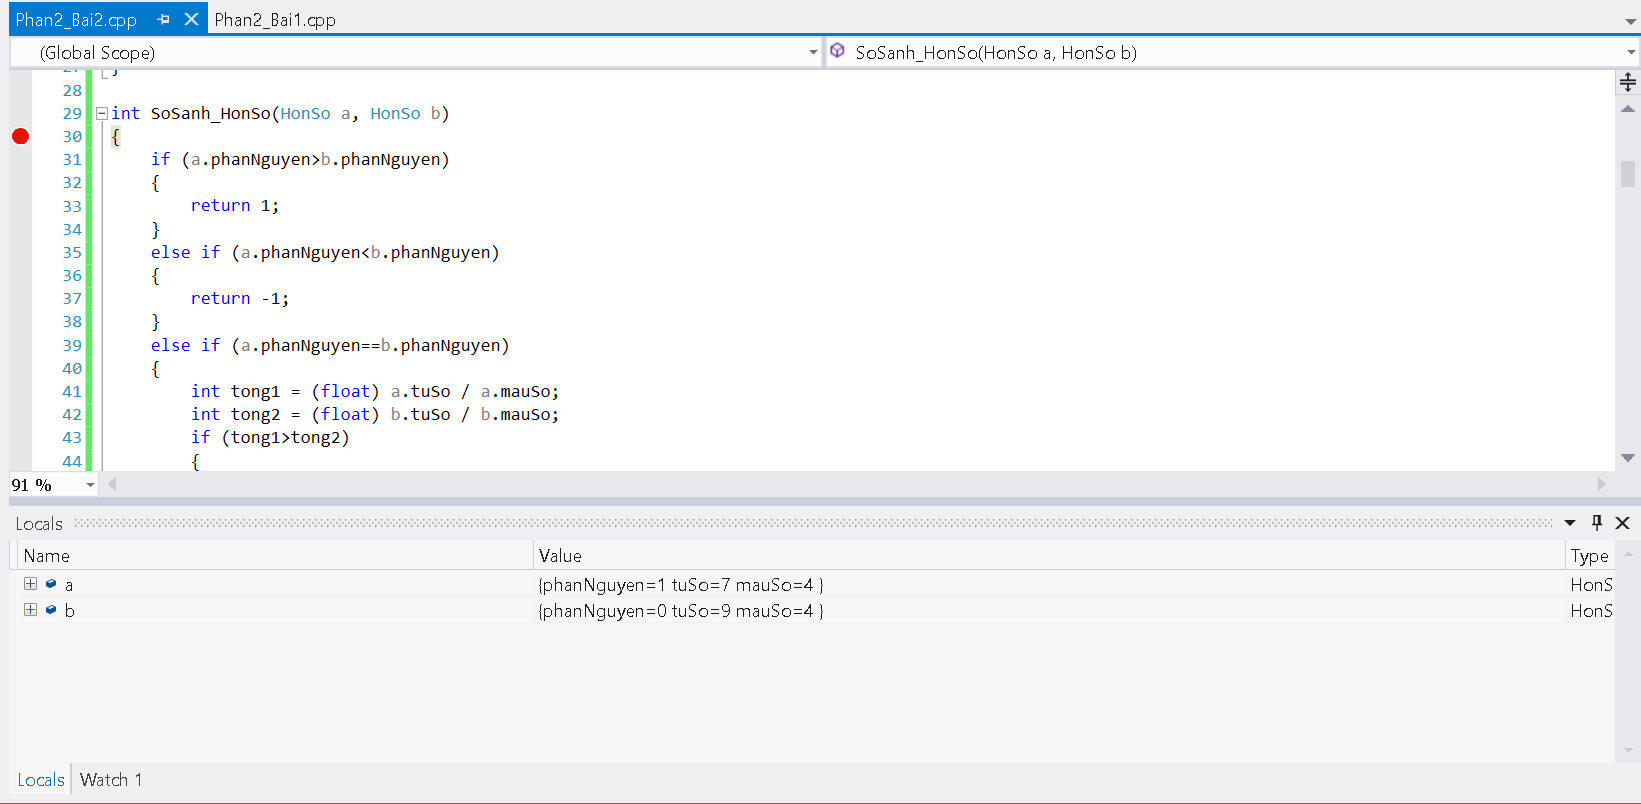 Phan2_Bai2.cpp Phan2_Bai1.cpp
(Global Scope) SoSanh_HonSo(HonSo a, HonSo b)
28
29 int SoSanh_HonSo(HonSo a, HonSo b)
30 {
31 if (a.phanNguyen>b.phanNguyen)
32 {
33 return 1;
34 }
35 else if (a.phanNguyen<b.phanNguyen)
36 {
37 return -1;
38 }
39 else if (a.phanNguyen==b.phanNguyen)
40 {
41 int tong1 = (float) a.tuSo / a.mauSo;
42 int tong2 = (float) b.tuSo / b.mauSo;
43 if (tong1>tong2)
44 {
91 %
Locals
Name Value Type
a {phanNguyen=1 tuSo=7 mauSo=4 } HonS
b {phanNguyen=0 tuSo=9 mauSo=4 } HonS
Locals Watch 1